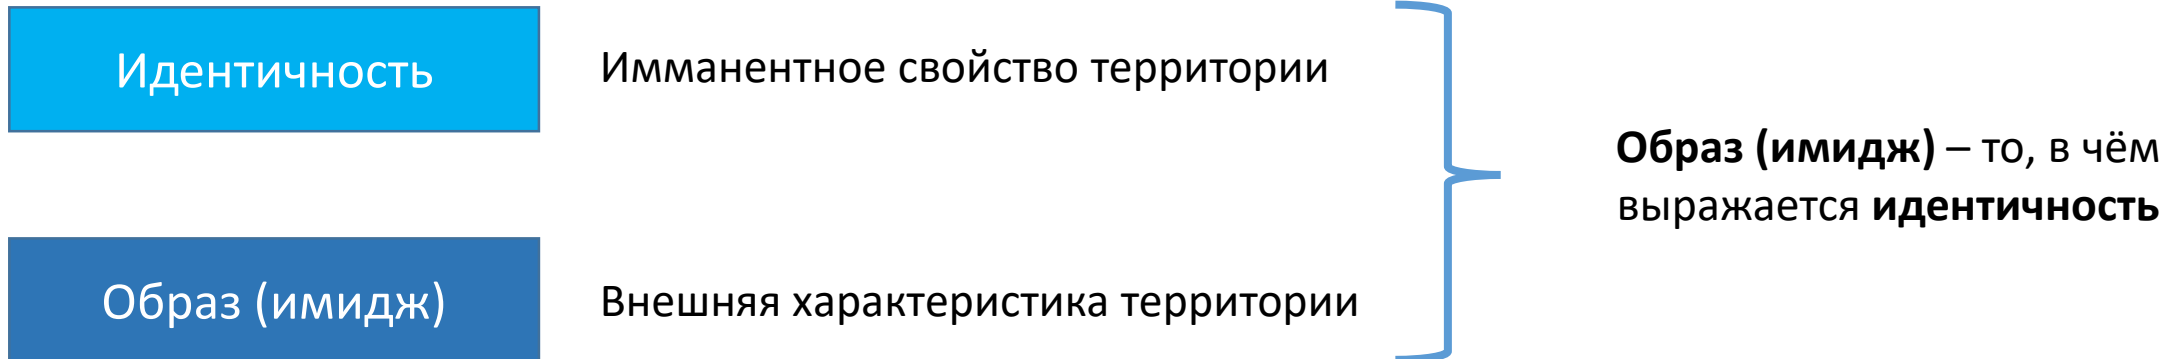 Идентичность
Имманентное свойство территории
Образ (имидж) – то, в чём
выражается идентичность
Образ (имидж)
Внешняя характеристика территории